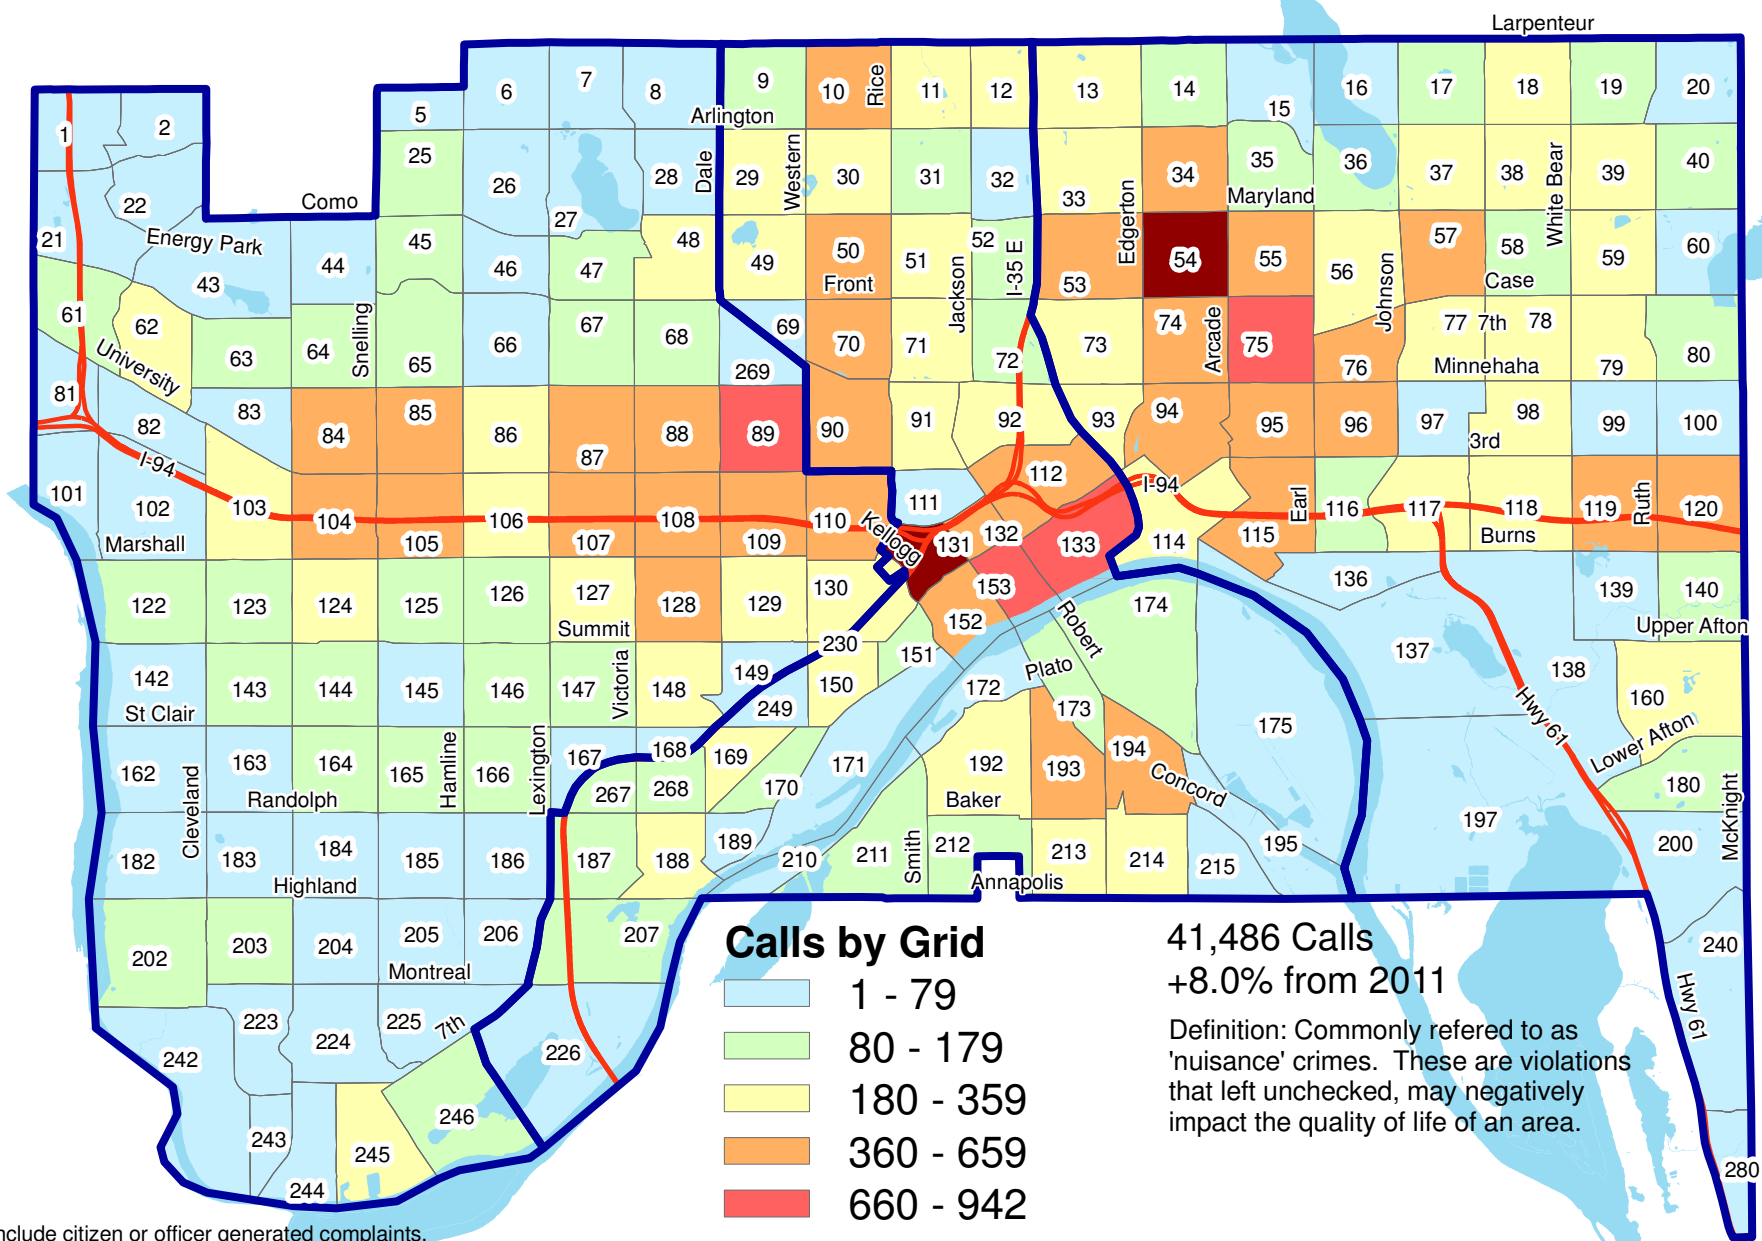 Larpenteur
6 7 8 9 10 Rice 11 12 13 14 15 16 17 18 19 20
1 2 5 Arlington
25 26 27 28 Dale 29 Western 30 31 32 33 34 35 36 37 38 White Bear 39 40
22 Como Edgerton Maryland
21 Energy Park 43 44 45 46 47 48 49 50 51 52 I-35 E 53 54 55 56 57 58 59 60
Front Jackson Johnson Case
61 62 63 64 Snelling 65 66 67 68 69 70 71 72 73 74 Arcade 75 76 77 7th 78 79 80
University 269 Minnehaha
81 82 83 84 85 86 87 88 89 90 91 92 93 94 95 96 97 98 99 100
3rd
I-94 112 I-94
101 102 103 104 105 106 107 108 109 110 111 Kellogg 131 132 133 114 115 Earl 116 117 118 119 Ruth 120
Marshall Burns
122 123 124 125 126 127 128 129 130 153 152 174 136 139 140
Summit Robert Upper Afton
142 143 144 145 146 147 Victoria 148 149 230 150 151 172 Plato 173 175 137 138 160
St Clair 249 Hwy 61 Lower Afton
162 Cleveland 163 164 165 Hamline 166 Lexington 167 168 169 170 171 192 193 194 Concord 197 180 McKnight
Randolph 267 268 Baker
182 183 184 185 186 187 188 189 210 211 Smith 212 213 214 215 195 200
Highland Annapolis
202 203 204 205 206 207 240
Montreal
242 223 224 225 7th 226 Hwy 61
243 244 245 246 280
Calls by Grid
1 - 79
80 - 179
180 - 359
360 - 659
660 - 942
41,486 Calls
+8.0% from 2011
Definition: Commonly refered to as
'nuisance' crimes. These are violations
that left unchecked, may negatively
impact the quality of life of an area.
nclude citizen or officer generated complaints.